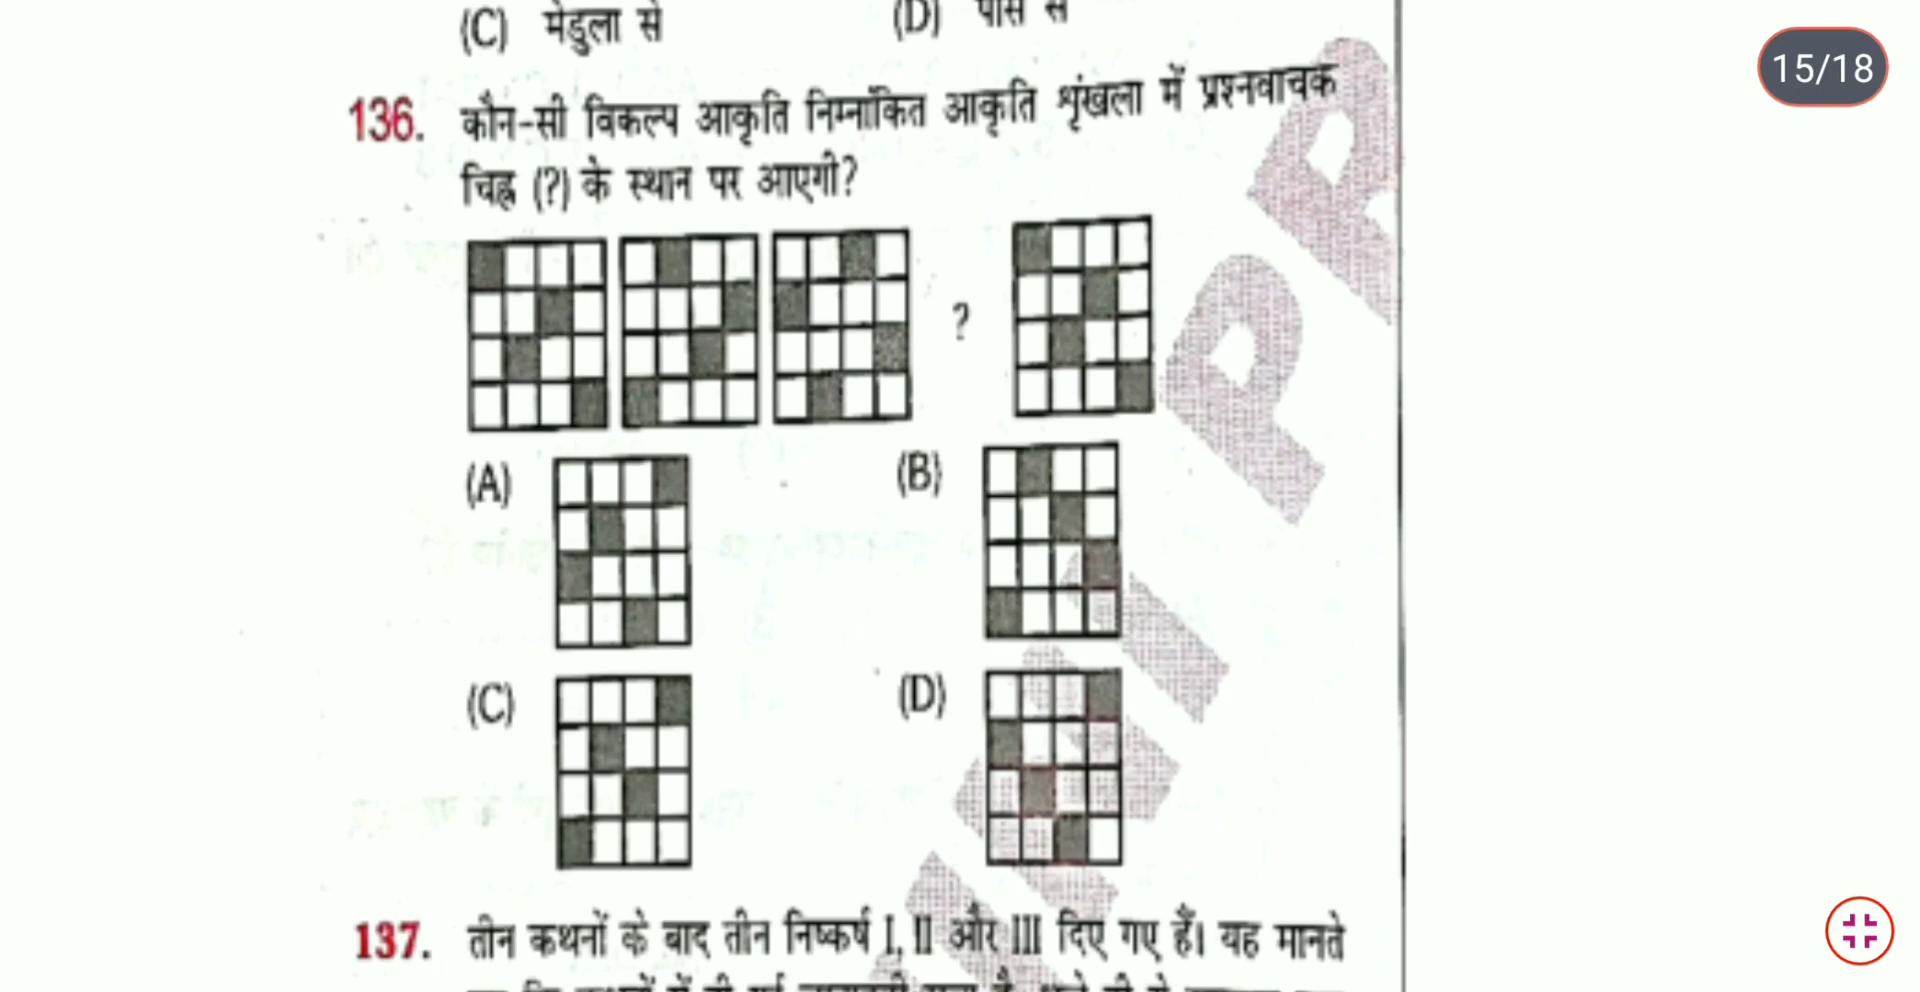 (C) मेडुला से (D)
15/18
136. कौन-सी विकल्प आकृति निम्नांकित आकृति शृंखला में प्रश्नवाचक
चिह्न (?) के स्थान पर आएगी?
?
(A) (B)
(C) (D)
137. तीन कथनों के बाद तीन निष्कर्ष I, II और III दिए गए हैं। यह मानते